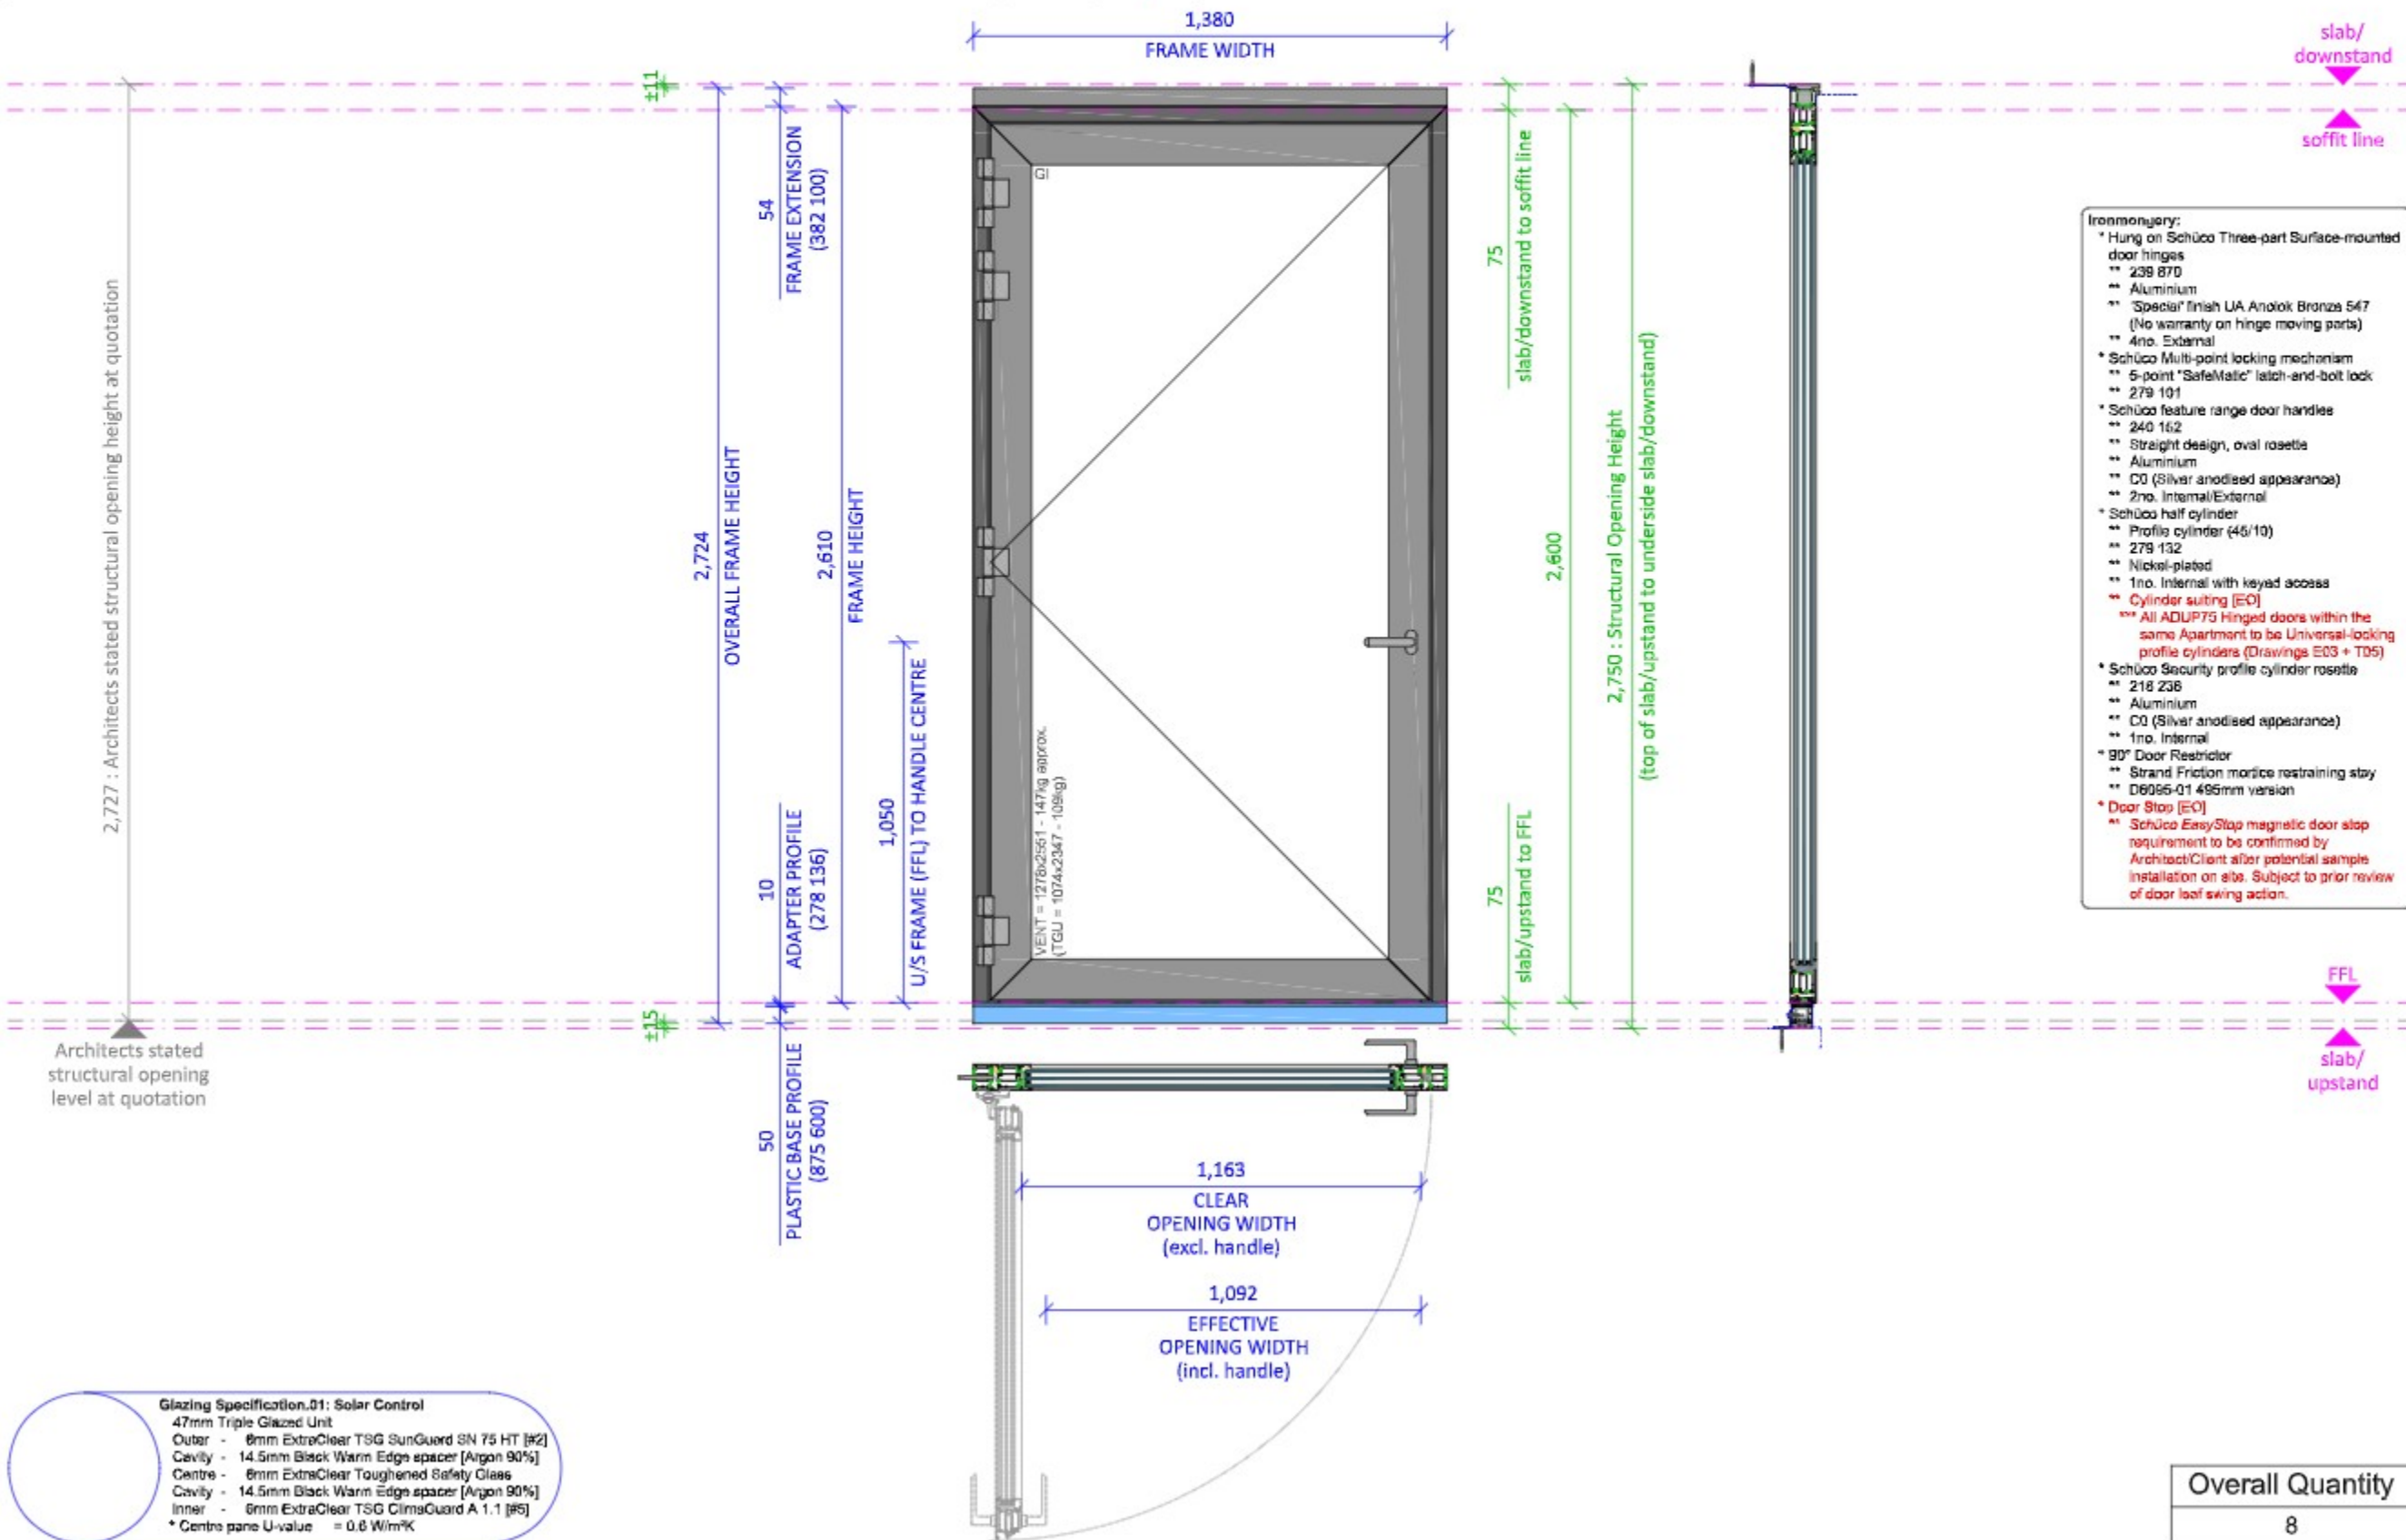 1,380
FRAME WIDTH
slab/
downstand
soffit line
±11
2,727 : Architects stated structural opening height at quotation
2,724
OVERALL FRAME HEIGHT
54
FRAME EXTENSION
(382 100)
2,610
FRAME HEIGHT
1,050
U/S FRAME (FFL) TO HANDLE CENTRE
10
ADAPTER PROFILE
(278 136)
50
PLASTIC BASE PROFILE
(875 600)
±15
Architects stated
structural opening
level at quotation
GI
VENT = 1278x2551 - 147kg approx.
(TGU = 1074x2347 - 109kg)
75
slab/downstand to soffit line
2,600
2,750 : Structural Opening Height
(top of slab/upstand to underside slab/downstand)
75
slab/upstand to FFL
FFL
slab/
upstand
Ironmongery:
* Hung on Schüco Three-part Surface-mounted
door hinges
** 239 870
** Aluminium
** 'Special' finish UA Anolok Bronze 547
(No warranty on hinge moving parts)
** 4no. External
* Schüco Multi-point locking mechanism
** 5-point "SafeMatic" latch-and-bolt lock
** 279 101
* Schüco feature range door handles
** 240 152
** Straight design, oval rosette
** Aluminium
** C0 (Silver anodised appearance)
** 2no. Internal/External
* Schüco half cylinder
** Profile cylinder (45/10)
** 279 132
** Nickel-plated
** 1no. Internal with keyed access
** Cylinder suiting [EO]
*** All ADUP75 Hinged doors within the
same Apartment to be Universal-locking
profile cylinders (Drawings E03 + T05)
* Schüco Security profile cylinder rosette
** 218 236
** Aluminium
** C0 (Silver anodised appearance)
** 1no. Internal
* 90° Door Restrictor
** Strand Friction mortice restraining stay
** D6095-01 495mm version
* Door Stop [EO]
** Schüco EasyStop magnetic door stop
requirement to be confirmed by
Architect/Client after potential sample
installation on site. Subject to prior review
of door leaf swing action.
1,163
CLEAR
OPENING WIDTH
(excl. handle)
1,092
EFFECTIVE
OPENING WIDTH
(incl. handle)
Glazing Specification.01: Solar Control
47mm Triple Glazed Unit
Outer - 6mm ExtraClear TSG SunGuard SN 75 HT [#2]
Cavity - 14.5mm Black Warm Edge spacer [Argon 90%]
Centre - 6mm ExtraClear Toughened Safety Glass
Cavity - 14.5mm Black Warm Edge spacer [Argon 90%]
Inner - 6mm ExtraClear TSG ClimaGuard A 1.1 [#5]
* Centre pane U-value = 0.6 W/m²K
Overall Quantity
8